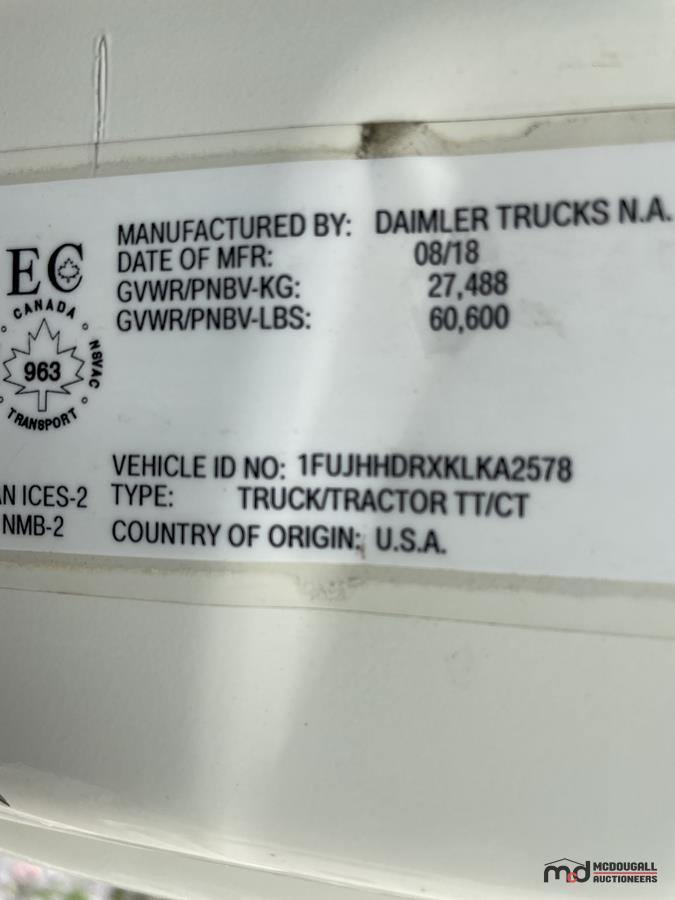 MANUFACTURED BY: DAIMLER TRUCKS N.A.
DATE OF MFR: 08/18
GVWR/PNBV-KG: 27,488
GVWR/PNBV-LBS: 60,600
EC
CANADA
NSVAC
963
TRANSPORT
VEHICLE ID NO: 1FUJHHDRXKLKA2578
N ICES-2 TYPE: TRUCK/TRACTOR TT/CT
NMB-2 COUNTRY OF ORIGIN: U.S.A.
md MCDOUGALL
AUCTIONEERS